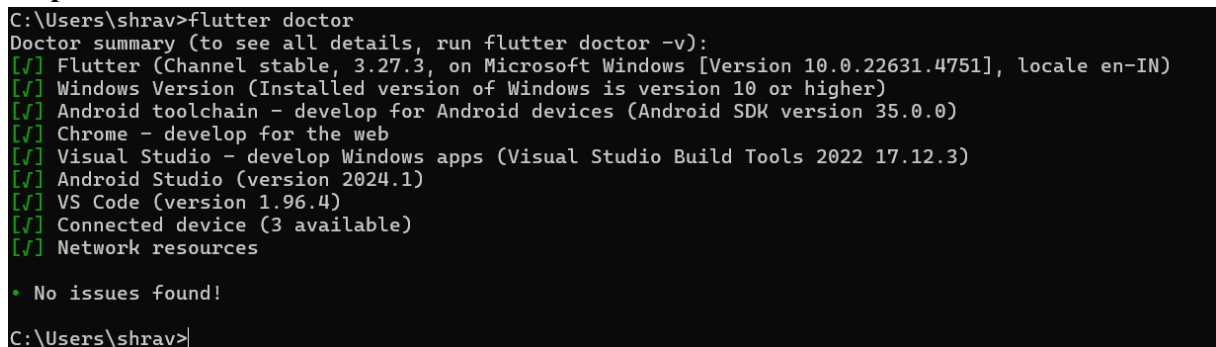 C:\Users\shrav>flutter doctor
Doctor summary (to see all details, run flutter doctor -v):
[√] Flutter (Channel stable, 3.27.3, on Microsoft Windows [Version 10.0.22631.4751], locale en-IN)
[√] Windows Version (Installed version of Windows is version 10 or higher)
[√] Android toolchain - develop for Android devices (Android SDK version 35.0.0)
[√] Chrome - develop for the web
[√] Visual Studio - develop Windows apps (Visual Studio Build Tools 2022 17.12.3)
[√] Android Studio (version 2024.1)
[√] VS Code (version 1.96.4)
[√] Connected device (3 available)
[√] Network resources
• No issues found!
C:\Users\shrav>